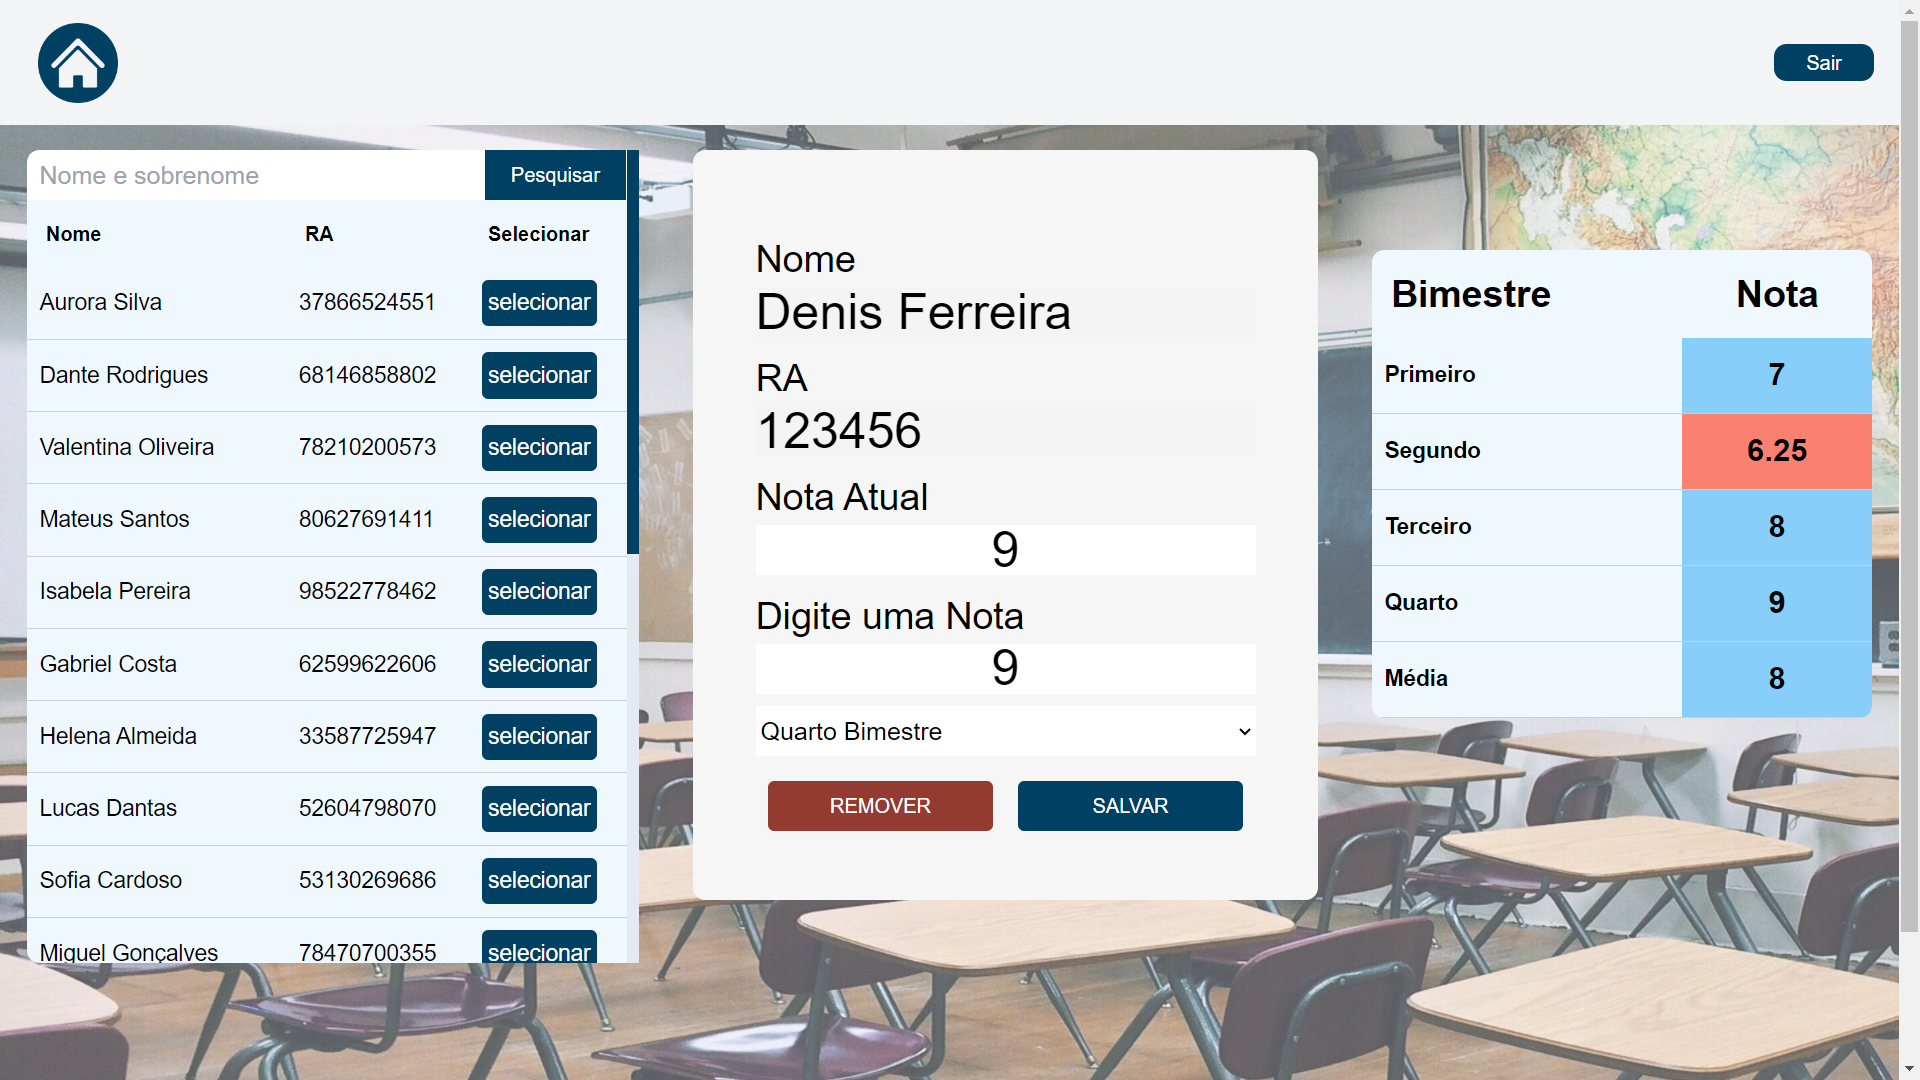 Sair
Nome e sobrenome Pesquisar
Nome RA Selecionar
Aurora Silva 37866524551 selecionar
Dante Rodrigues 68146858802 selecionar
Valentina Oliveira 78210200573 selecionar
Mateus Santos 80627691411 selecionar
Isabela Pereira 98522778462 selecionar
Gabriel Costa 62599622606 selecionar
Helena Almeida 33587725947 selecionar
Lucas Dantas 52604798070 selecionar
Sofia Cardoso 53130269686 selecionar
Miguel Gonçalves 78470700355 selecionar
Nome
Denis Ferreira
RA
123456
Nota Atual
9
Digite uma Nota
9
Quarto Bimestre
REMOVER SALVAR
Bimestre Nota
Primeiro 7
Segundo 6.25
Terceiro 8
Quarto 9
Média 8